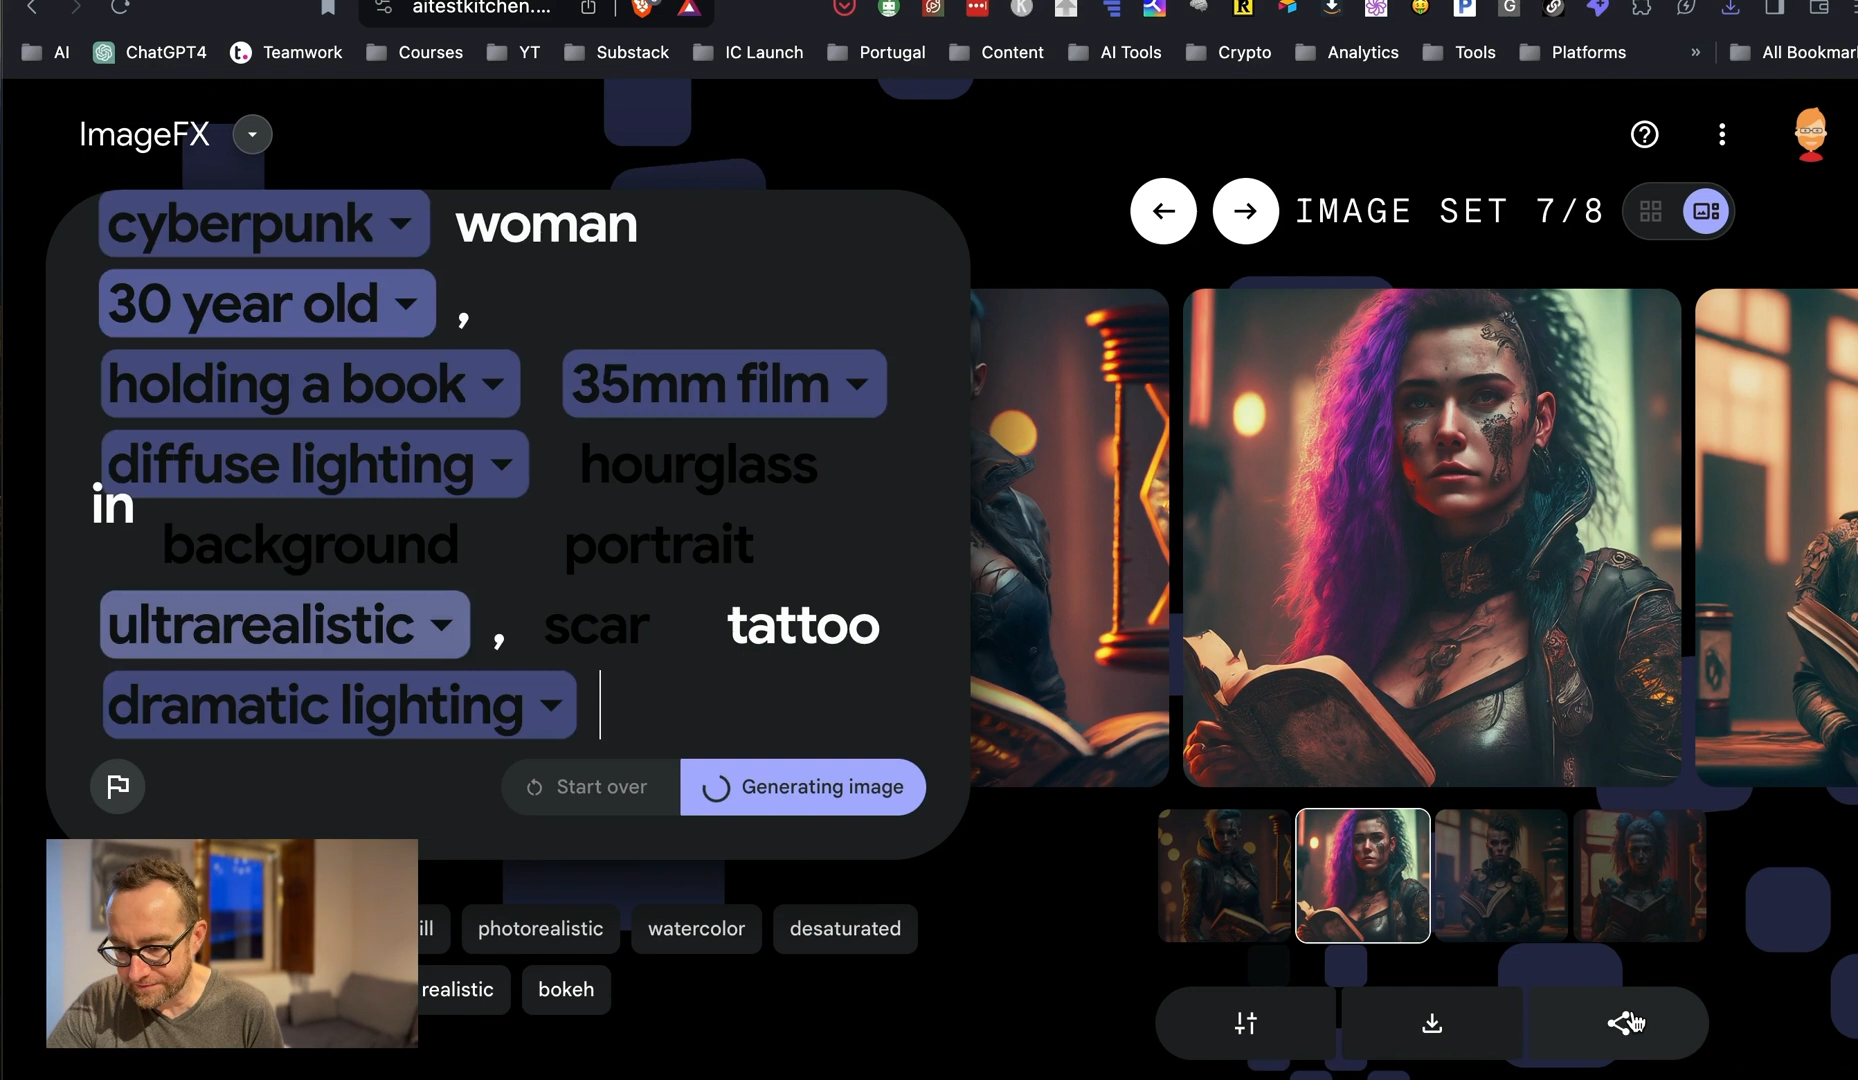 aitestkitchen....
AI ChatGPT4 Teamwork Courses YT Substack IC Launch Portugal Content AI Tools Crypto Analytics Tools Platforms » All Bookmar
ImageFX
IMAGE SET 7/8
cyberpunk woman
30 year old ,
holding a book 35mm film
diffuse lighting hourglass
in
background portrait
ultrarealistic , scar tattoo
dramatic lighting
Start over Generating image
ill photorealistic watercolor desaturated
realistic bokeh